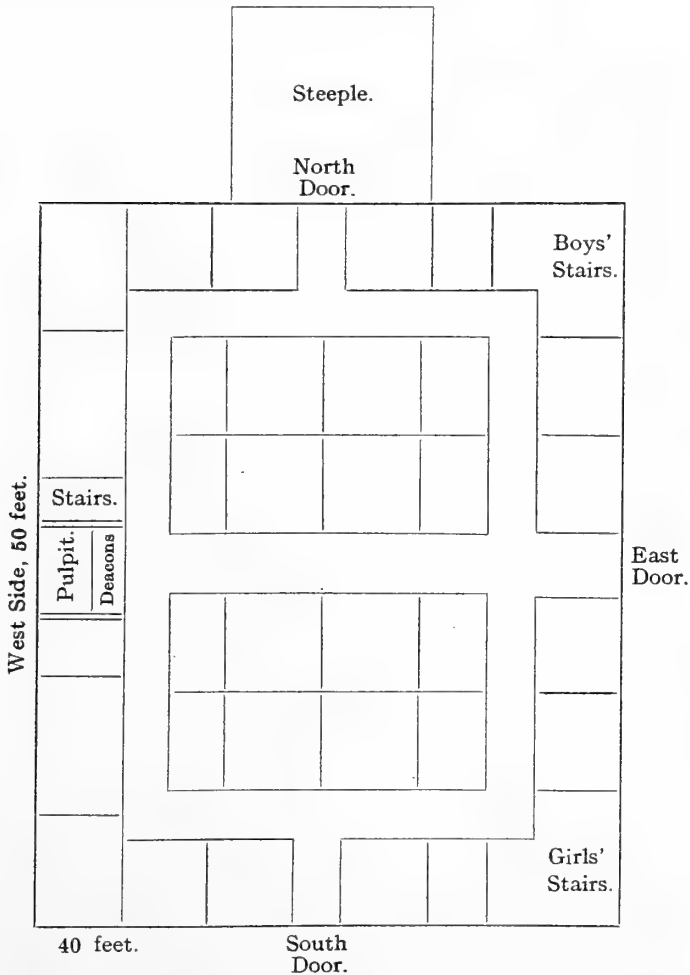 Steeple.
North
Door.
Boys'
Stairs.
West Side, 50 feet.
Stairs.
Pulpit.
Deacons
East
Door.
Girls'
Stairs.
40 feet.
South
Door.